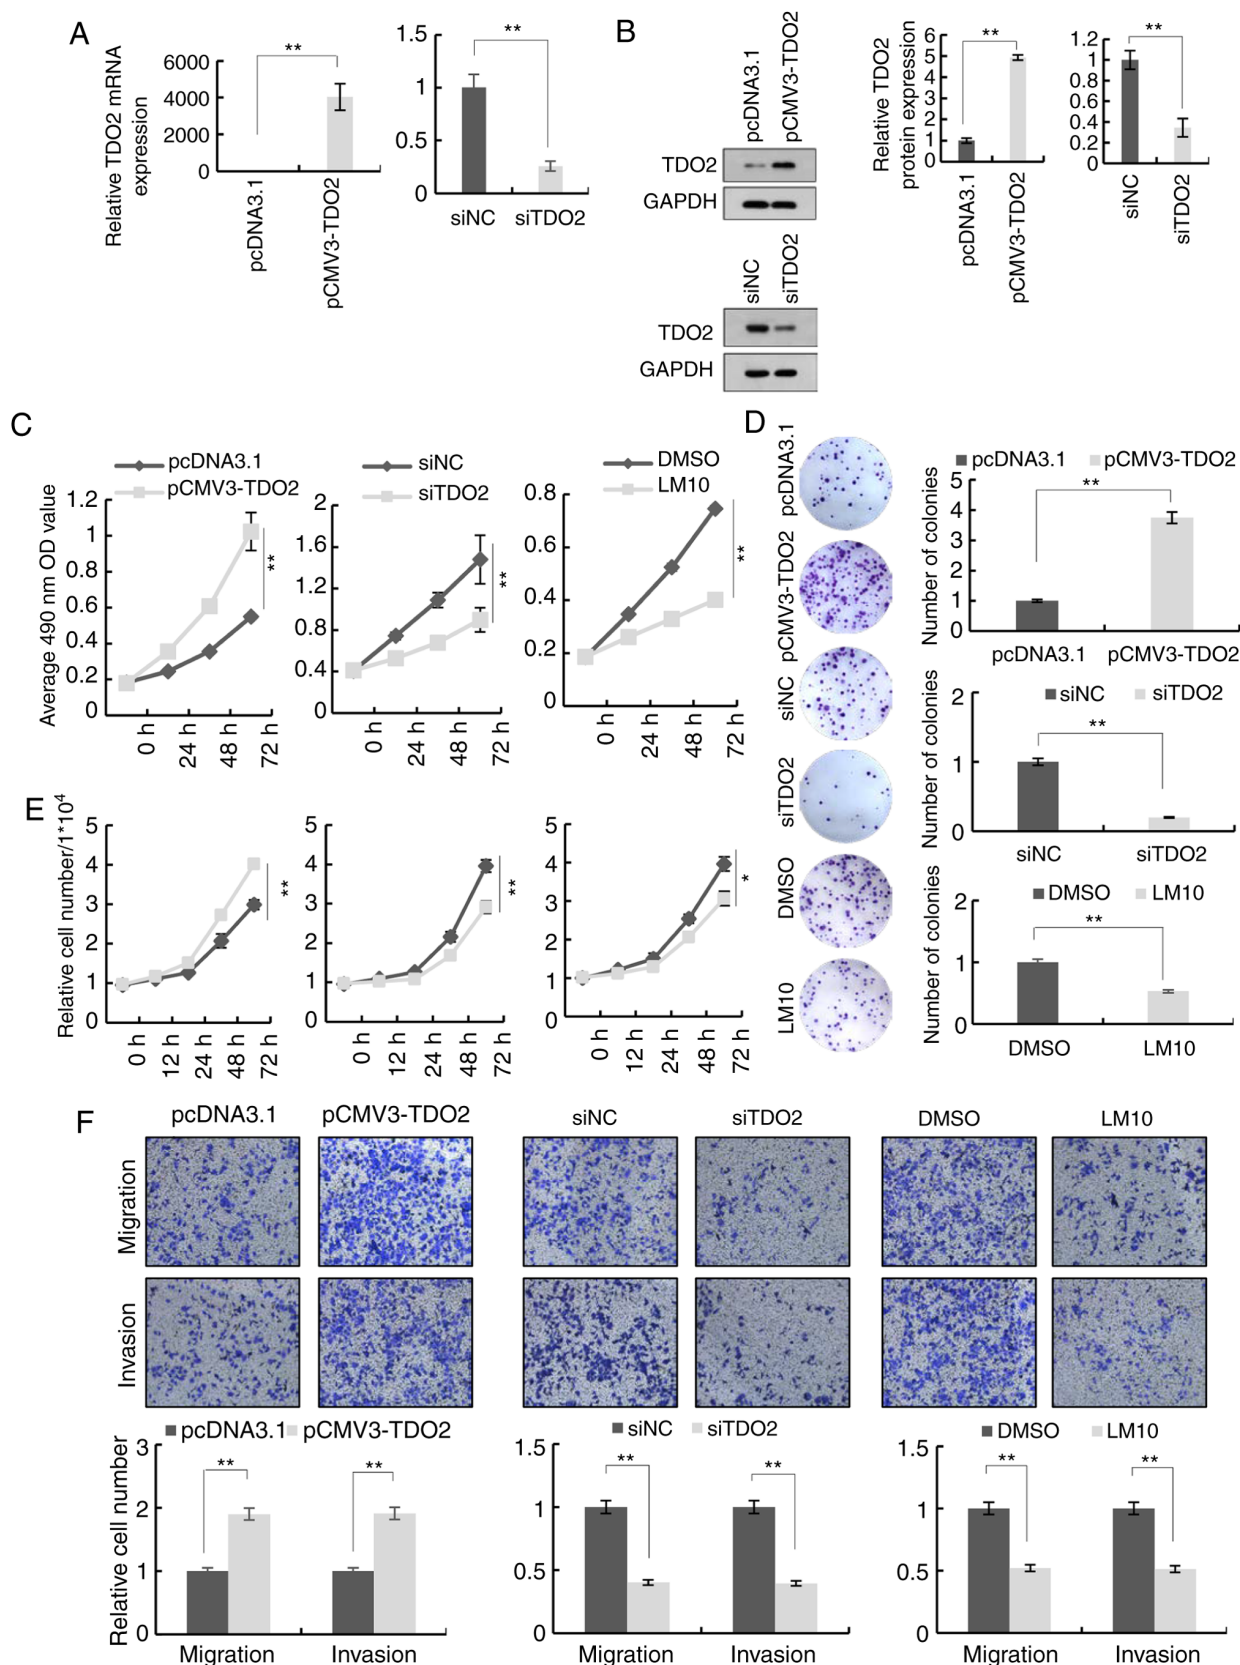 A
Relative TDO2 mRNA
expression
6000
4000
2000
0
**
pcDNA3.1
pCMV3-TDO2
1.5
1
0.5
0
**
siNC
siTDO2
B
pcDNA3.1
pCMV3-TDO2
TDO2
GAPDH
siNC
siTDO2
TDO2
GAPDH
Relative TDO2
protein expression
6
5
4
3
2
1
0
**
pcDNA3.1
pCMV3-TDO2
1.2
1
0.8
0.6
0.4
0.2
0
**
siNC
siTDO2
C
Average 490 nm OD value
pcDNA3.1
pCMV3-TDO2
1.2
1
0.8
0.6
0.4
0.2
0
**
0 h
24 h
48 h
72 h
siNC
siTDO2
2
1.6
1.2
0.8
0.4
0
**
0 h
24 h
48 h
72 h
DMSO
LM10
0.8
0.6
0.4
0.2
0
**
0 h
24 h
48 h
72 h
D
pcDNA3.1
pCMV3-TDO2
siNC
siTDO2
DMSO
LM10
pcDNA3.1 pCMV3-TDO2
Number of colonies
5
4
3
2
1
0
**
pcDNA3.1 pCMV3-TDO2
siNC siTDO2
Number of colonies
2
1
0
**
siNC siTDO2
DMSO LM10
Number of colonies
2
1
0
**
DMSO LM10
E
Relative cell number/1*10⁴
5
4
3
2
1
0
**
0 h
12 h
24 h
48 h
72 h
5
4
3
2
1
0
**
0 h
12 h
24 h
48 h
72 h
5
4
3
2
1
0
*
0 h
12 h
24 h
48 h
72 h
F
pcDNA3.1 pCMV3-TDO2 siNC siTDO2 DMSO LM10
Migration
Invasion
pcDNA3.1 pCMV3-TDO2
Relative cell number
3
2
1
0
** **
Migration Invasion
siNC siTDO2
1.5
1
0.5
0
** **
Migration Invasion
DMSO LM10
1.5
1
0.5
0
** **
Migration Invasion